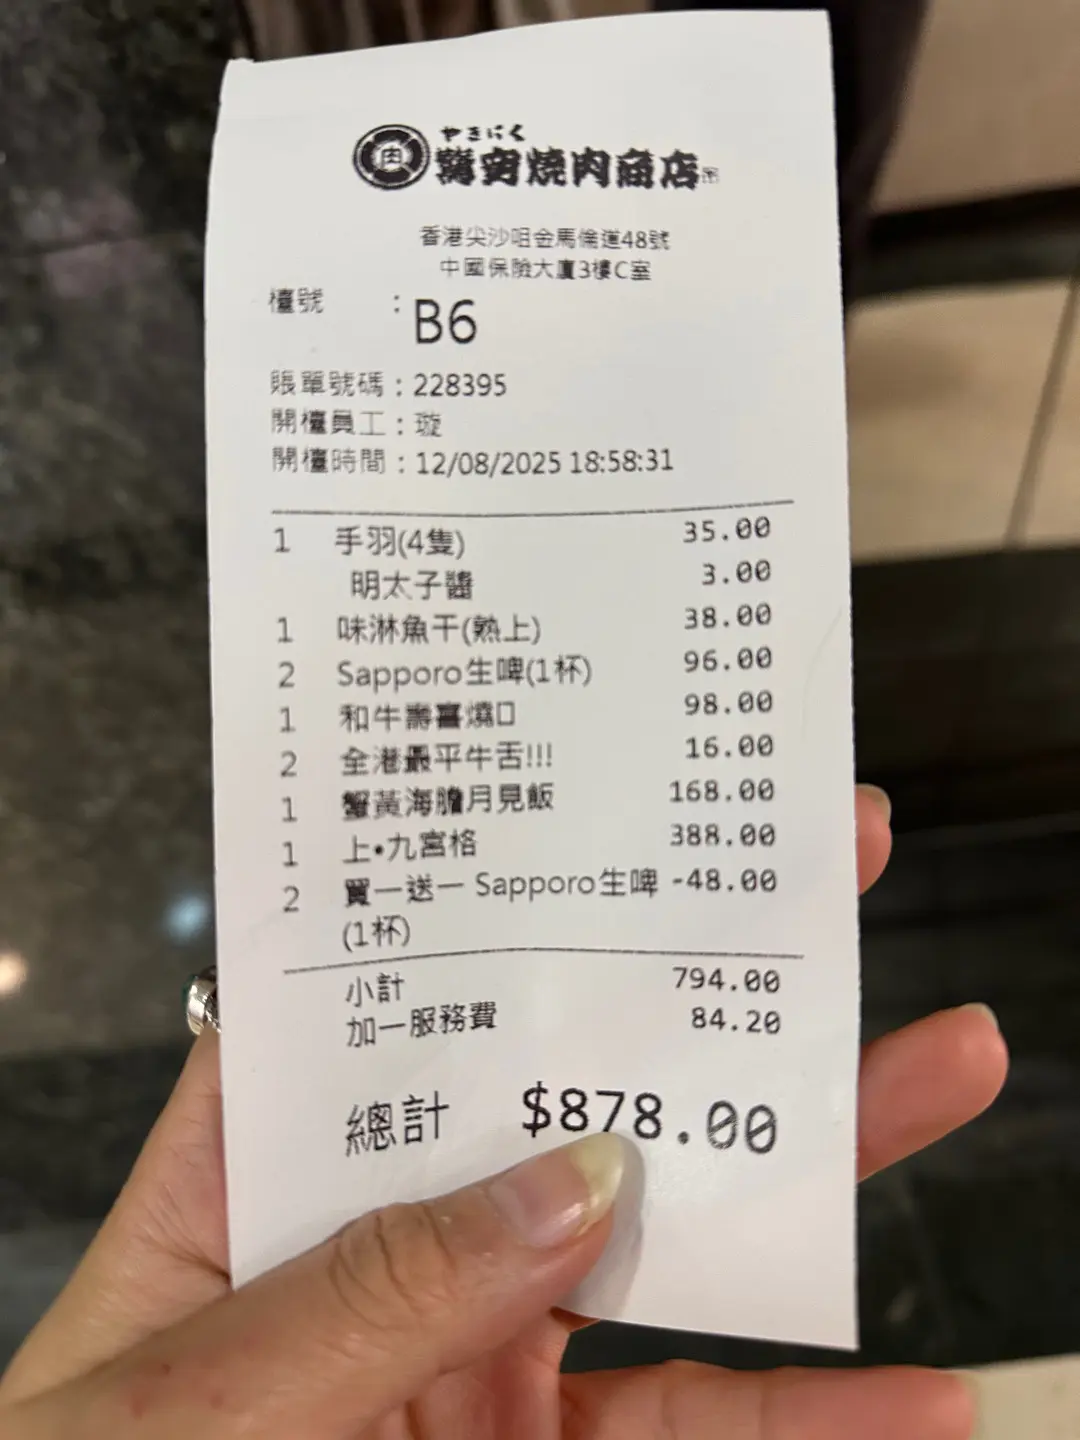 肉
やきにく
燒肉商店
香港尖沙咀金馬倫道48號
中國保險大廈3樓C室
檯號 : B6
賬單號碼 : 228395
開檯員工 : 璇
開檯時間 : 12/08/2025 18:58:31
1 手羽(4隻) 35.00
明太子醬 3.00
1 味淋魚干(熟上) 38.00
2 Sapporo生啤(1杯) 96.00
1 和牛壽喜燒□ 98.00
2 全港最平牛舌!!! 16.00
1 蟹黃海膽月見飯 168.00
1 上•九宮格 388.00
2 買一送一 Sapporo生啤 -48.00
(1杯)
小計 794.00
加一服務費 84.20
總計 $878.00